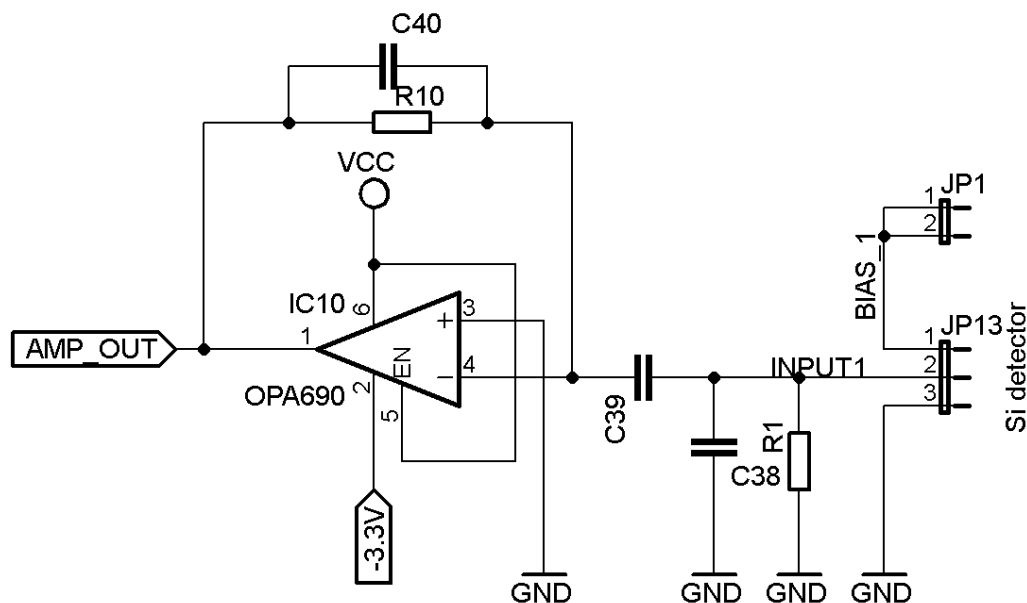 C40
R10
VCC
JP1
1
2
BIAS_1
IC10
6
3
+
1
AMP_OUT
EN
4
−
OPA690
2
5
-3.3V
C39
INPUT1
C38
R1
JP13
1
2
3
Si detector
GND
GND
GND
GND